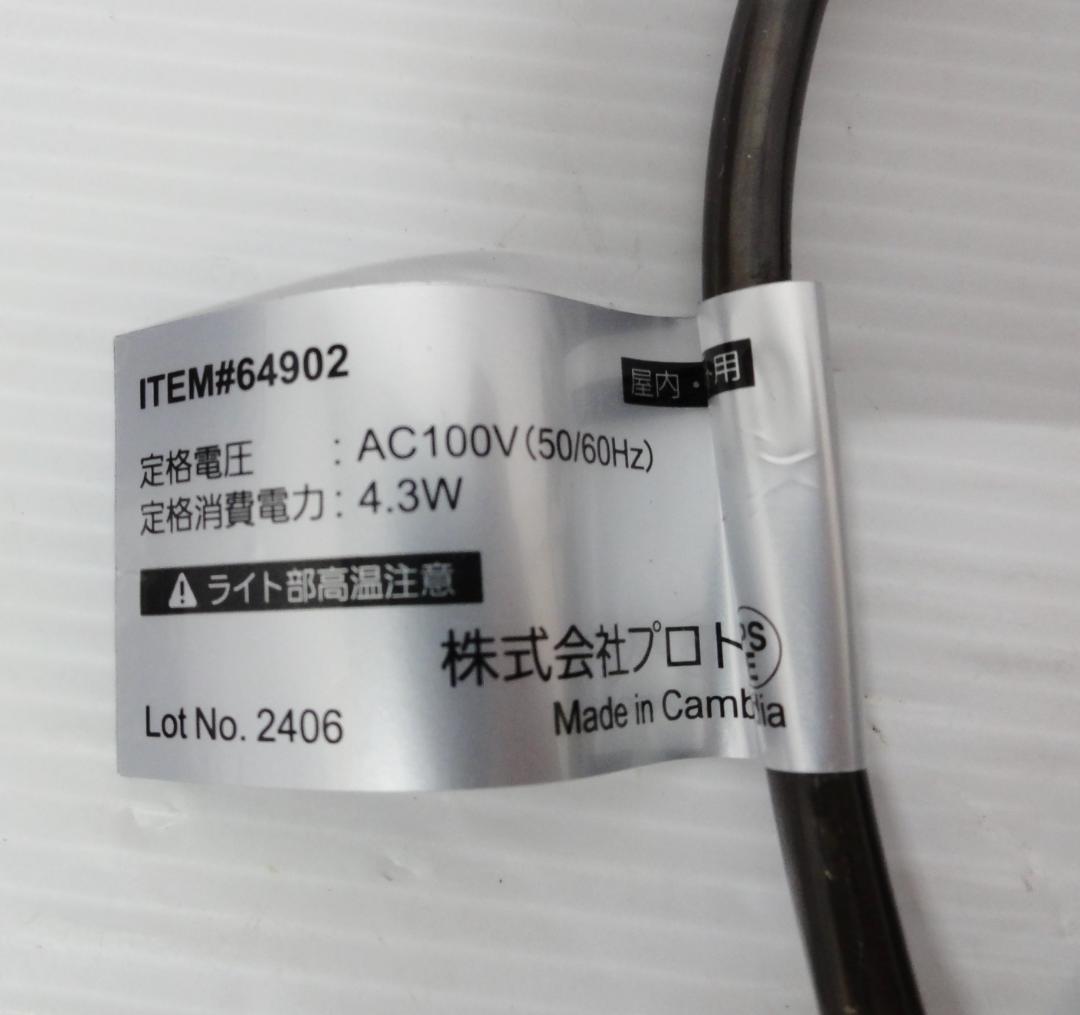 ITEM#64902
屋内・外用
定格電圧 : AC100V(50/60Hz)
定格消費電力 : 4.3W
ライト部高温注意
株式会社プロト
Lot No. 2406
Made in